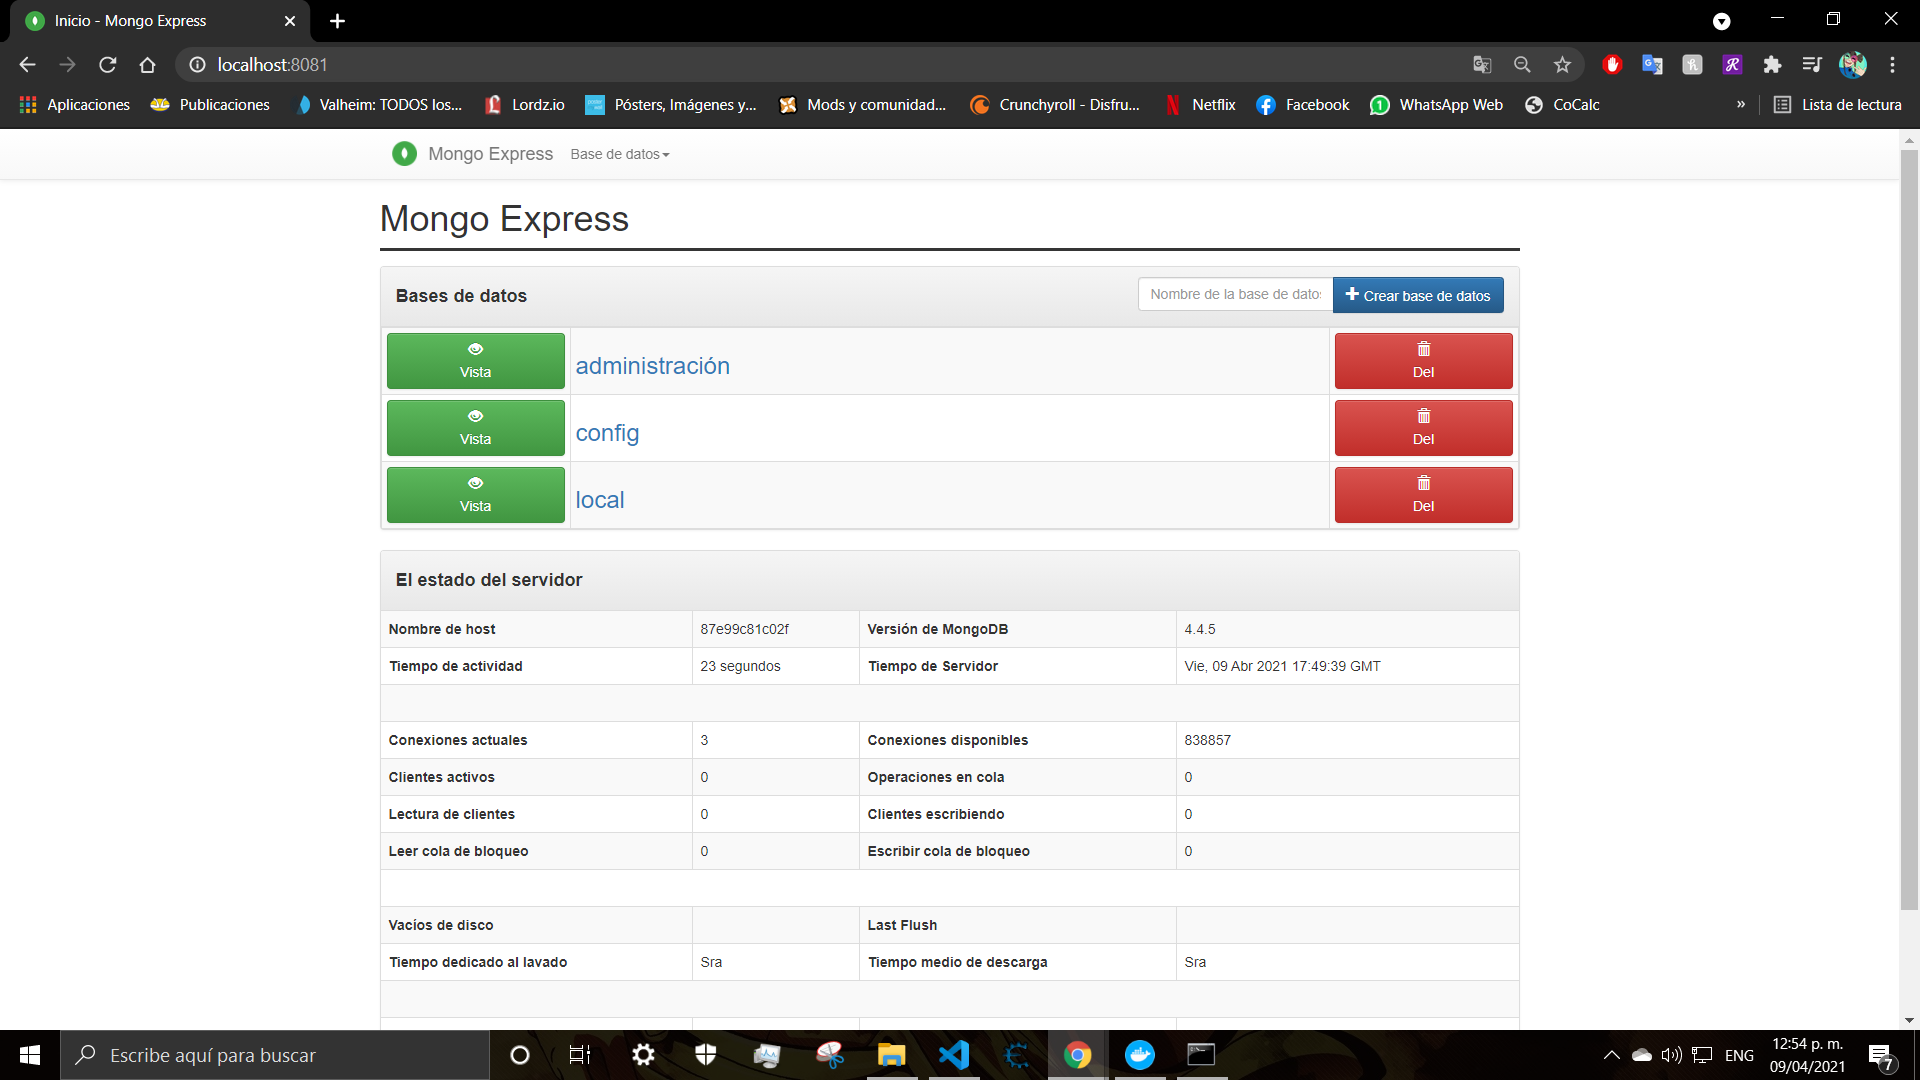 Inicio - Mongo Express
localhost:8081
Aplicaciones
Publicaciones
Valheim: TODOS los...
Lordz.io
Pósters, Imágenes y...
Mods y comunidad...
Crunchyroll - Disfru...
Netflix
Facebook
WhatsApp Web
CoCalc
»
Lista de lectura
Mongo Express
Base de datos
Mongo Express
Bases de datos
Nombre de la base de datos
Crear base de datos
Vista
administración
Del
Vista
config
Del
Vista
local
Del
El estado del servidor
Nombre de host 87e99c81c02f Versión de MongoDB 4.4.5
Tiempo de actividad 23 segundos Tiempo de Servidor Vie, 09 Abr 2021 17:49:39 GMT
Conexiones actuales 3 Conexiones disponibles 838857
Clientes activos 0 Operaciones en cola 0
Lectura de clientes 0 Clientes escribiendo 0
Leer cola de bloqueo 0 Escribir cola de bloqueo 0
Vacíos de disco Last Flush
Tiempo dedicado al lavado Sra Tiempo medio de descarga Sra
Escribe aquí para buscar
ENG
12:54 p. m.
09/04/2021
7